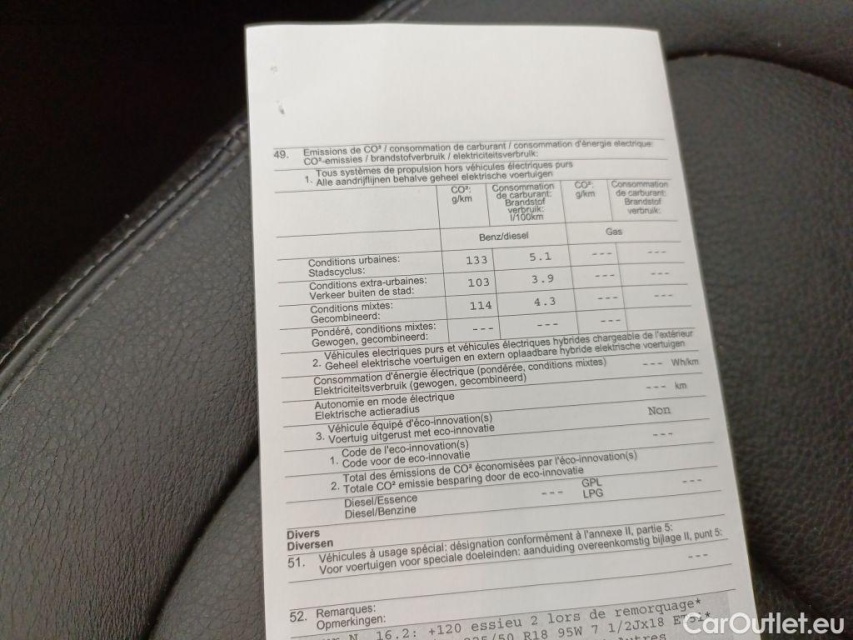 49. Emissions de CO² / consommation de carburant / consommation d'énergie électrique:
CO²-emissies / brandstofverbruik / elektriciteitsverbruik:
1. Tous systèmes de propulsion hors véhicules électriques purs
Alle aandrijflijnen behalve geheel elektrische voertuigen
CO²: g/km
Consommation de carburant: Brandstof verbruik: l/100km
CO²: g/km
Consommation de carburant: Brandstof verbruik:
Benz/diesel Gas
Conditions urbaines:
Stadscyclus: 133 5.1 --- ---
Conditions extra-urbaines:
Verkeer buiten de stad: 103 3.9 --- ---
Conditions mixtes:
Gecombineerd: 114 4.3 --- ---
Pondéré, conditions mixtes:
Gewogen, gecombineerd: --- --- --- ---
2. Véhicules electriques purs et véhicules électriques hybrides chargeable de l'extérieur
Geheel elektrische voertuigen en extern oplaadbare hybride elektrische voertuigen
Consommation d'énergie électrique (pondérée, conditions mixtes)
Elektriciteitsverbruik (gewogen, gecombineerd) --- Wh/km
Autonomie en mode électrique
Elektrische actieradius --- km
3. Véhicule équipé d'éco-innovation(s)
Voertuig uitgerust met eco-innovatie Non
1. Code de l'eco-innovation(s)
Code voor de eco-innovatie ---
2. Total des émissions de CO² économisées par l'éco-innovation(s)
Totale CO² emissie besparing door de eco-innovatie
Diesel/Essence
Diesel/Benzine --- GPL
LPG ---
Divers
Diversen
51. Véhicules à usage spécial: désignation conformément à l'annexe II, partie 5:
Voor voertuigen voor speciale doeleinden: aanduiding overeenkomstig bijlage II, punt 5:
---
52. Remarques:
Opmerkingen:
N 16.2: +120 essieu 2 lors de remorquage*
/50 R18 95W 7 1/2Jx18
CarOutlet.eu